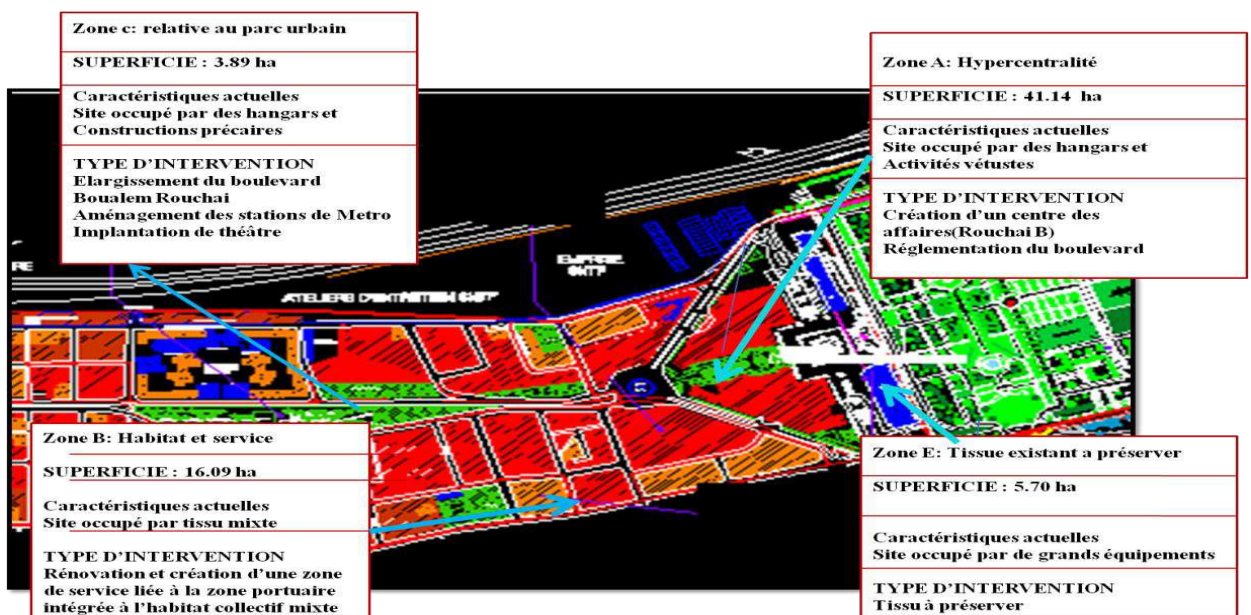 Zone c: relative au parc urbain
SUPERFICIE : 3.89 ha
Caractéristiques actuelles
Site occupé par des hangars et
Constructions précaires
TYPE D’INTERVENTION
Elargissement du boulevard
Boualem Rouchai
Aménagement des stations de Metro
Implantation de théâtre
Zone A: Hypercentralité
SUPERFICIE : 41.14 ha
Caractéristiques actuelles
Site occupé par des hangars et
Activités vétustes
TYPE D’INTERVENTION
Création d’un centre des
affaires(Rouchai B)
Réglementation du boulevard
RE
EMPRISE
SNTF
ATELIERS D'ENTRETIEN SNTF
Zone B: Habitat et service
SUPERFICIE : 16.09 ha
Caractéristiques actuelles
Site occupé par tissu mixte
TYPE D’INTERVENTION
Rénovation et création d’une zone
de service liée à la zone portuaire
intégrée à l’habitat collectif mixte
Zone E: Tissue existant a préserver
SUPERFICIE : 5.70 ha
Caractéristiques actuelles
Site occupé par de grands équipements
TYPE D’INTERVENTION
Tissu à préserver